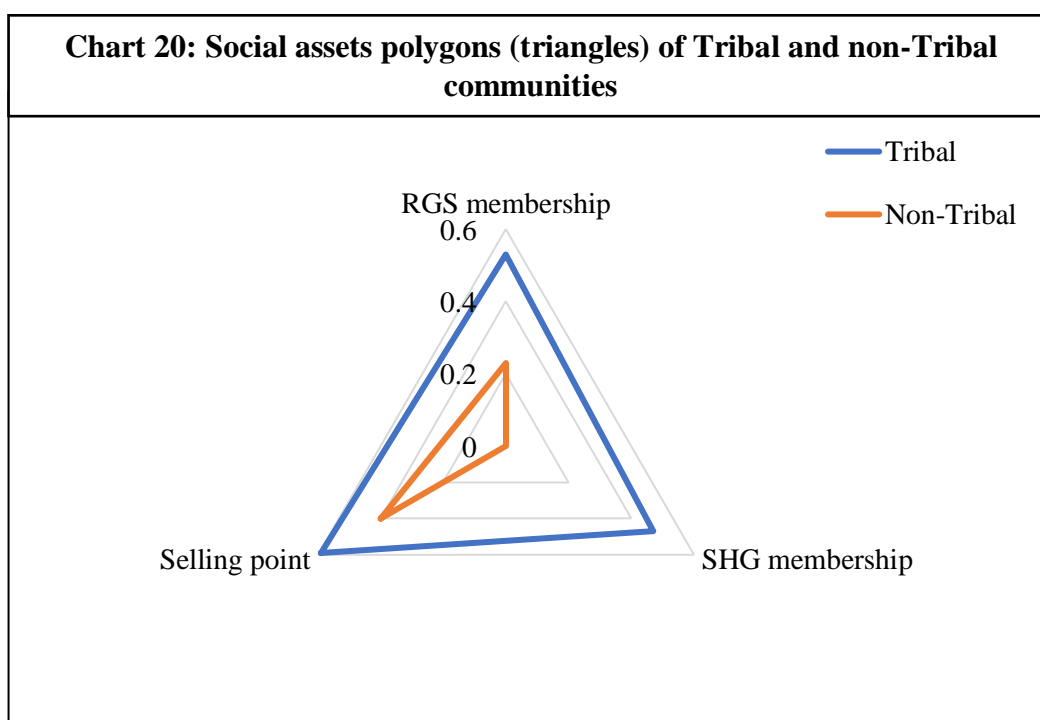 Chart 20: Social assets polygons (triangles) of Tribal and non-Tribal
communities
Tribal
Non-Tribal
RGS membership
0.6
0.4
0.2
0
Selling point
SHG membership